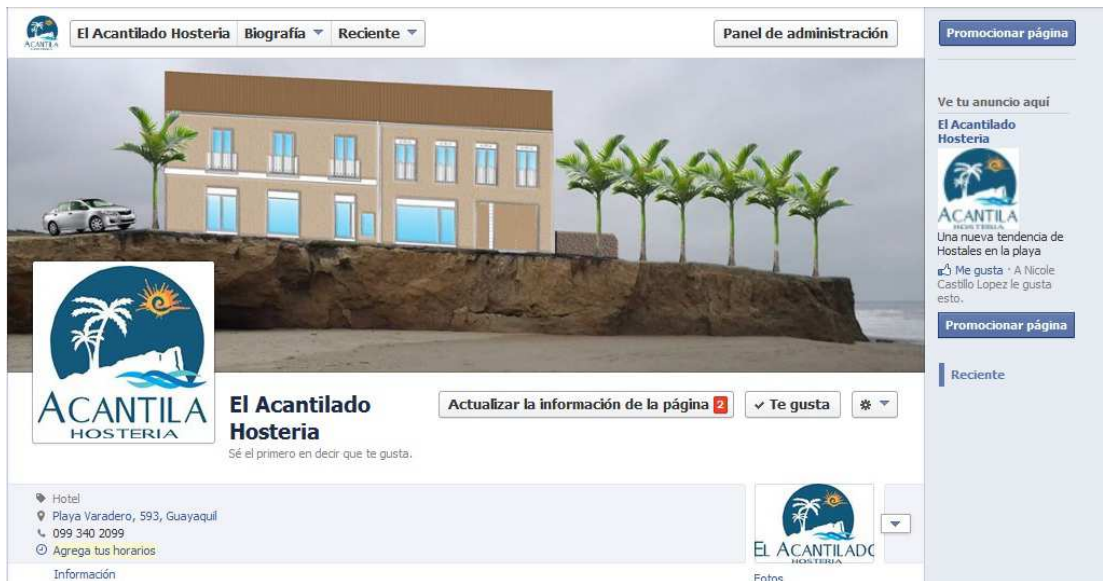 ACANTILA
El Acantilado Hosteria Biografía Reciente
Panel de administración
Promocionar página
Ve tu anuncio aquí
El Acantilado
Hosteria
ACANTILA
HOSTERIA
Una nueva tendencia de
Hostales en la playa
Me gusta · A Nicole
Castillo Lopez le gusta
esto.
Promocionar página
Reciente
ACANTILA
HOSTERIA
El Acantilado
Hosteria
Sé el primero en decir que te gusta.
Actualizar la información de la página 2
Te gusta
Hotel
Playa Varadero, 593, Guayaquil
099 340 2099
Agrega tus horarios
Información
EL ACANTILADO
HOSTERIA
Fotos